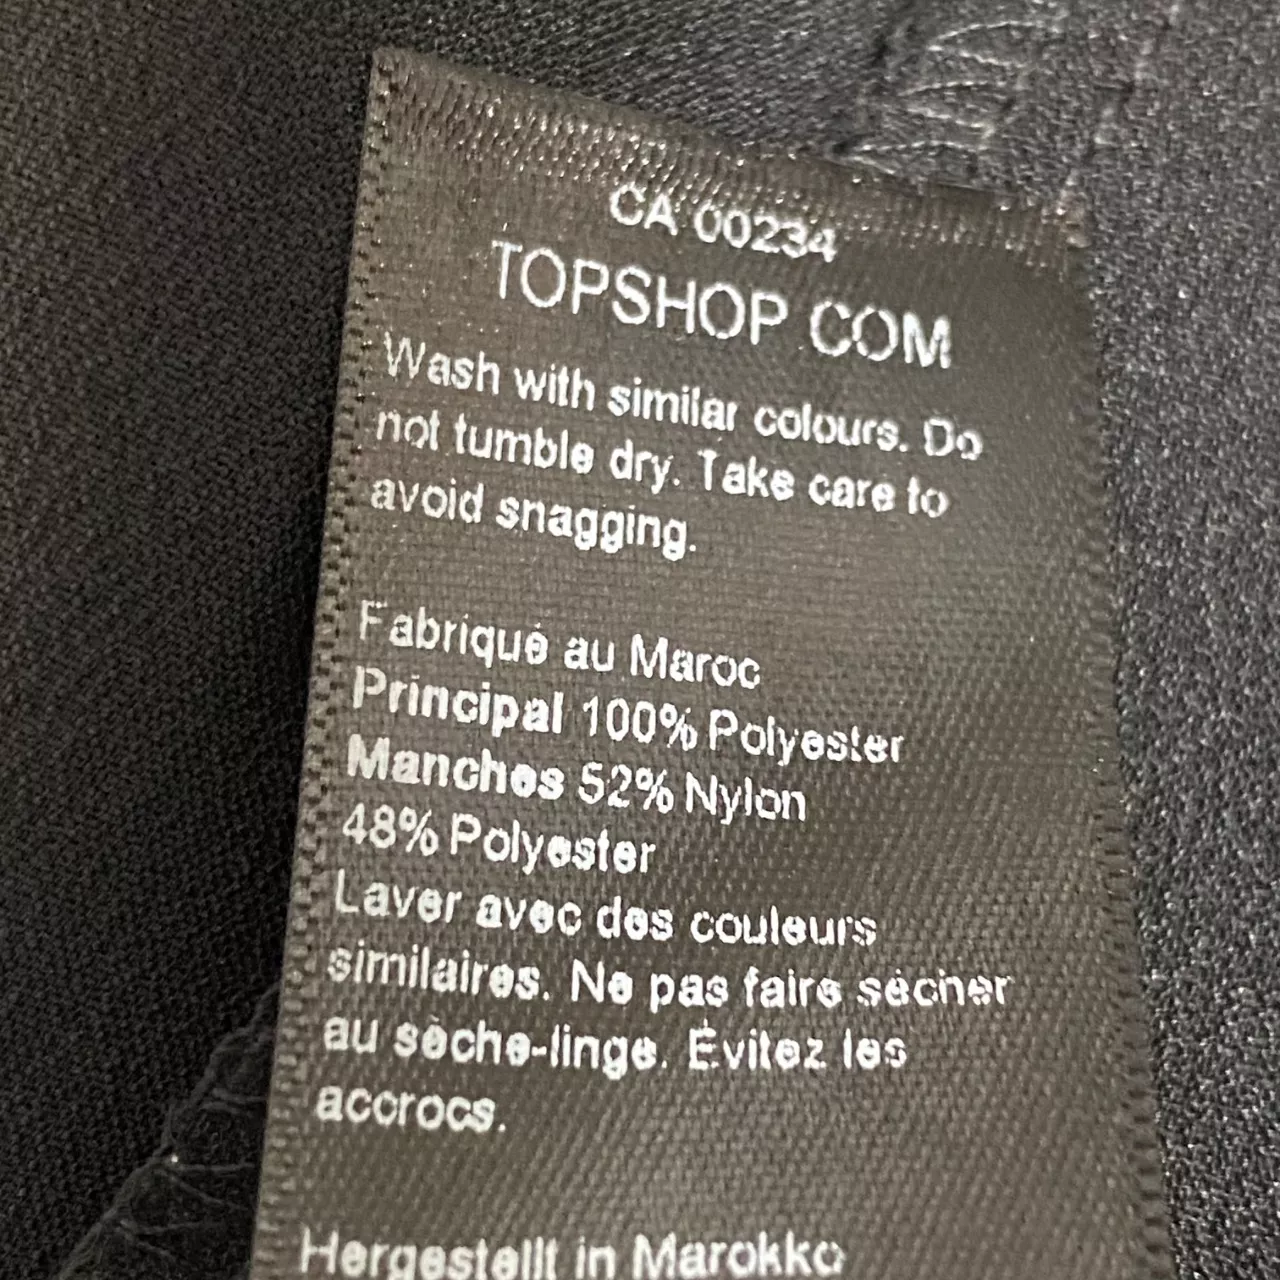 CA 00234
TOPSHOP.COM
Wash with similar colours. Do
not tumble dry. Take care to
avoid snagging.
Fabriqué au Maroc
Principal 100% Polyester
Manches 52% Nylon
48% Polyester
Laver avec des couleurs
similaires. Ne pas faire sécher
au sèche-linge. Évitez les
accrocs.
Hergestellt in Marokko